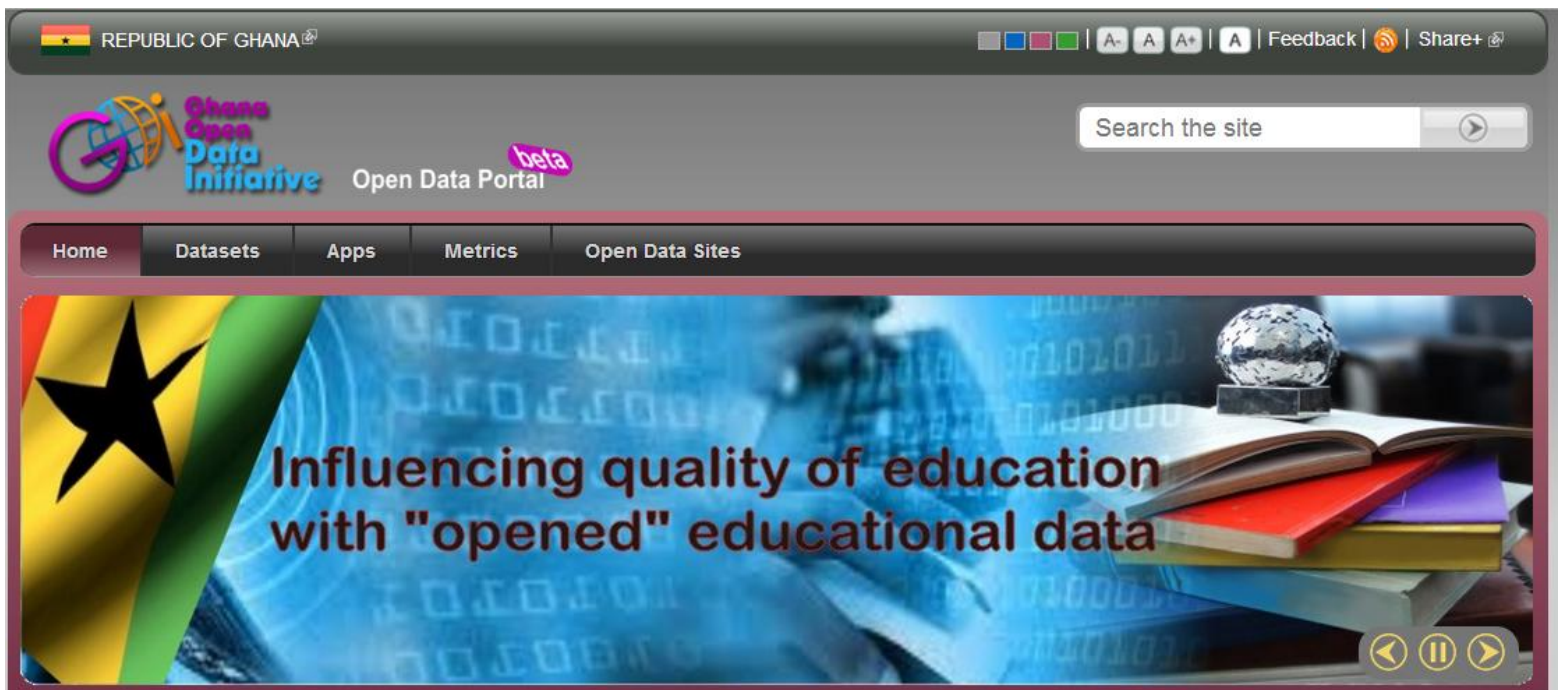 REPUBLIC OF GHANA
A- A A+ | A | Feedback | | Share+
Ghana
Open
Data
Initiative
Open Data Portal
beta
Search the site
Home Datasets Apps Metrics Open Data Sites
Influencing quality of education
with "opened" educational data